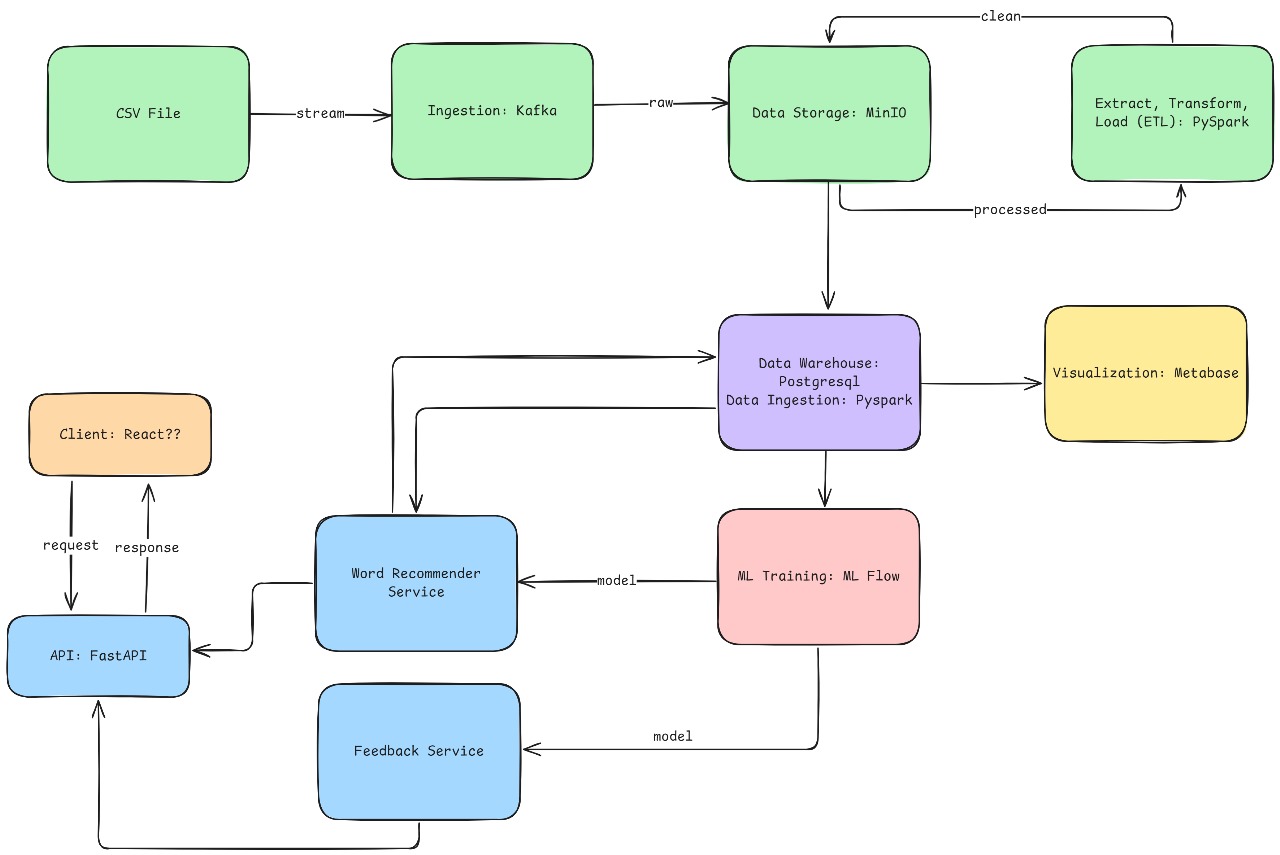 clean
CSV File
stream
Ingestion: Kafka
raw
Data Storage: MinIO
Extract, Transform,
Load (ETL): PySpark
processed
Data Warehouse:
Postgresql
Data Ingestion: Pyspark
Visualization: Metabase
Client: React??
request
response
Word Recommender
Service
model
ML Training: ML Flow
API: FastAPI
Feedback Service
model